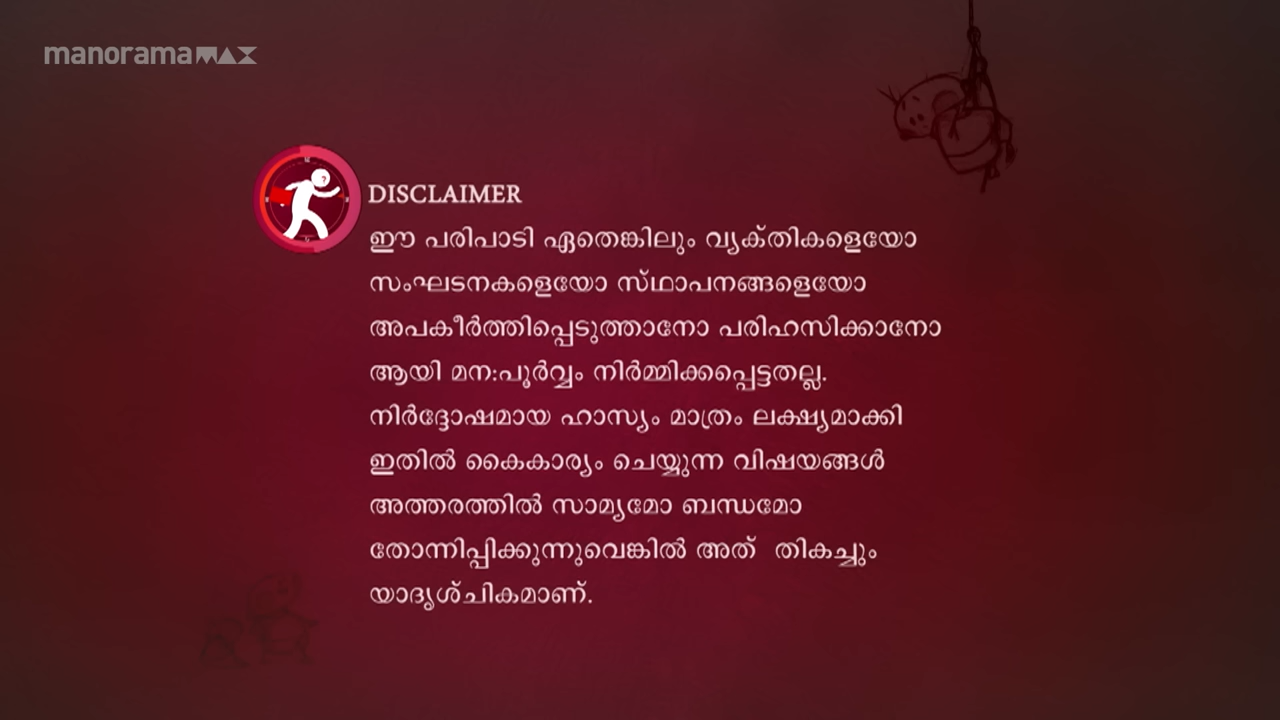 manoramaMAX
DISCLAIMER
ഈ പരിപാടി ഏതെങ്കിലും വ്യക്തികളെയോ
സംഘടനകളെയോ സ്ഥാപനങ്ങളെയോ
അപകീർത്തിപ്പെടുത്താനോ പരിഹസിക്കാനോ
ആയി മന:പൂർവ്വം നിർമ്മിക്കപ്പെട്ടതല്ല.
നിർദ്ദോഷമായ ഹാസ്യം മാത്രം ലക്ഷ്യമാക്കി
ഇതിൽ കൈകാര്യം ചെയ്യുന്ന വിഷയങ്ങൾ
അത്തരത്തിൽ സാമ്യമോ ബന്ധമോ
തോന്നിപ്പിക്കുന്നുവെങ്കിൽ അത്  തികച്ചും
യാദൃശ്ചികമാണ്.